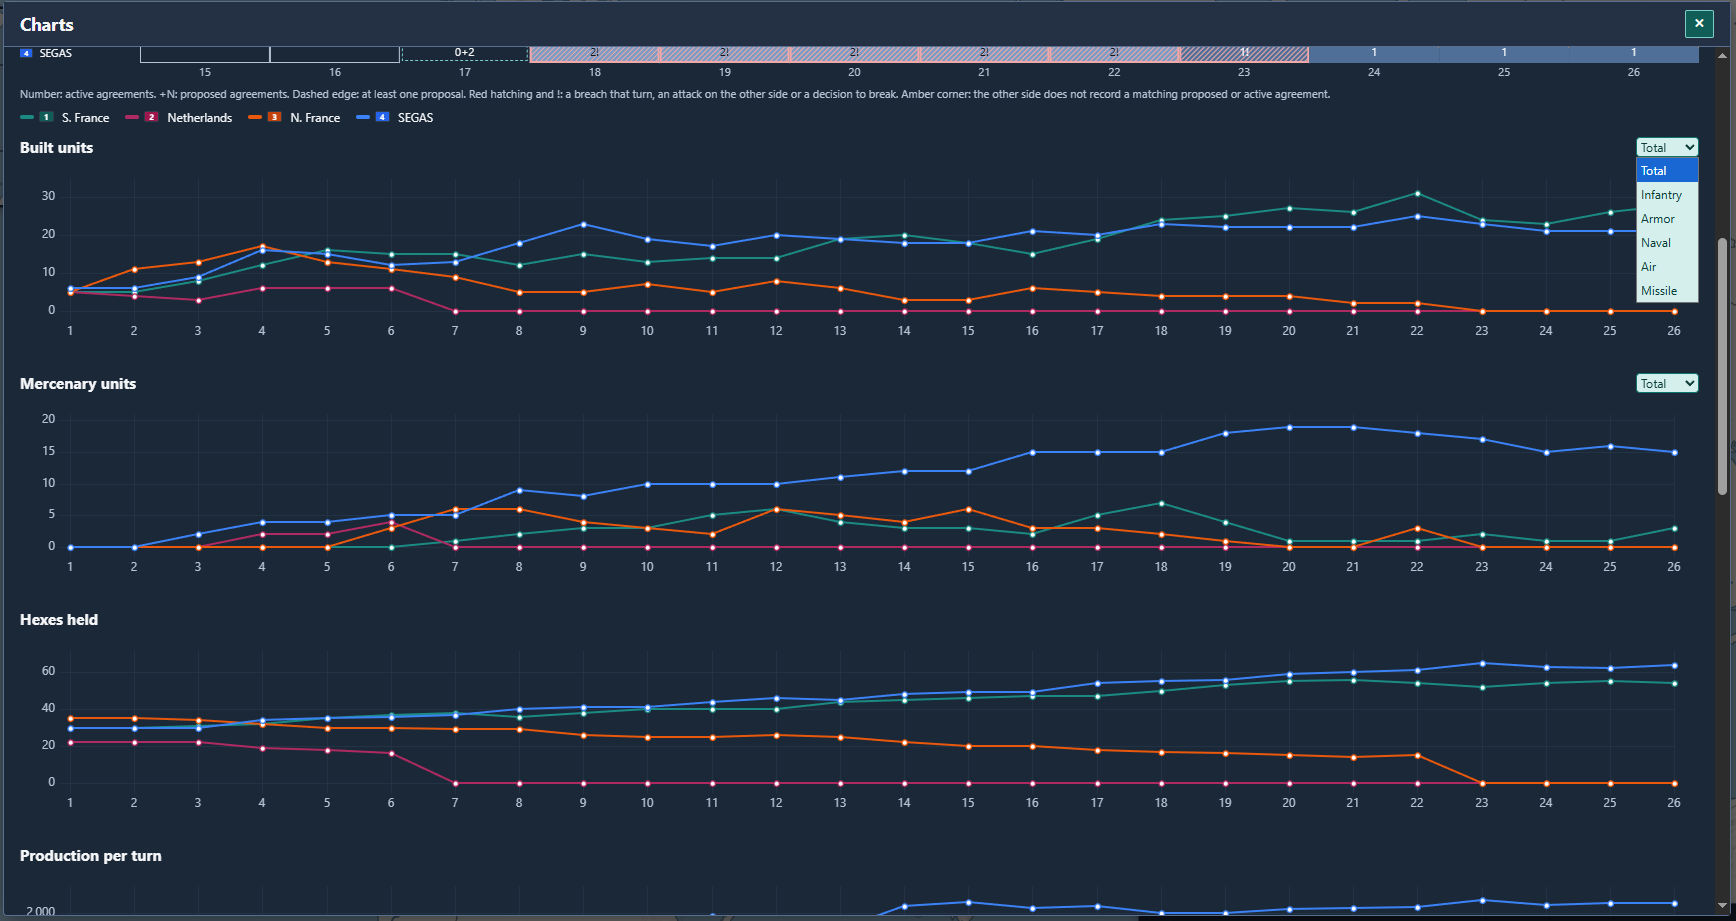 Charts
×
4 SEGAS
0+2 2! 2! 2! 2! 2! 1! 1 1 1
15 16 17 18 19 20 21 22 23 24 25 26
Number: active agreements. +N: proposed agreements. Dashed edge: at least one proposal. Red hatching and !: a breach that turn, an attack on the other side or a decision to break. Amber corner: the other side does not record a matching proposed or active agreement.
1 S. France 2 Netherlands 3 N. France 4 SEGAS
Built units
Total
Total
Infantry
Armor
Naval
Air
Missile
30
20
10
0
1 2 3 4 5 6 7 8 9 10 11 12 13 14 15 16 17 18 19 20 21 22 23 24 25 26
Mercenary units
Total
20
15
10
5
0
1 2 3 4 5 6 7 8 9 10 11 12 13 14 15 16 17 18 19 20 21 22 23 24 25 26
Hexes held
60
40
20
0
1 2 3 4 5 6 7 8 9 10 11 12 13 14 15 16 17 18 19 20 21 22 23 24 25 26
Production per turn
2 000